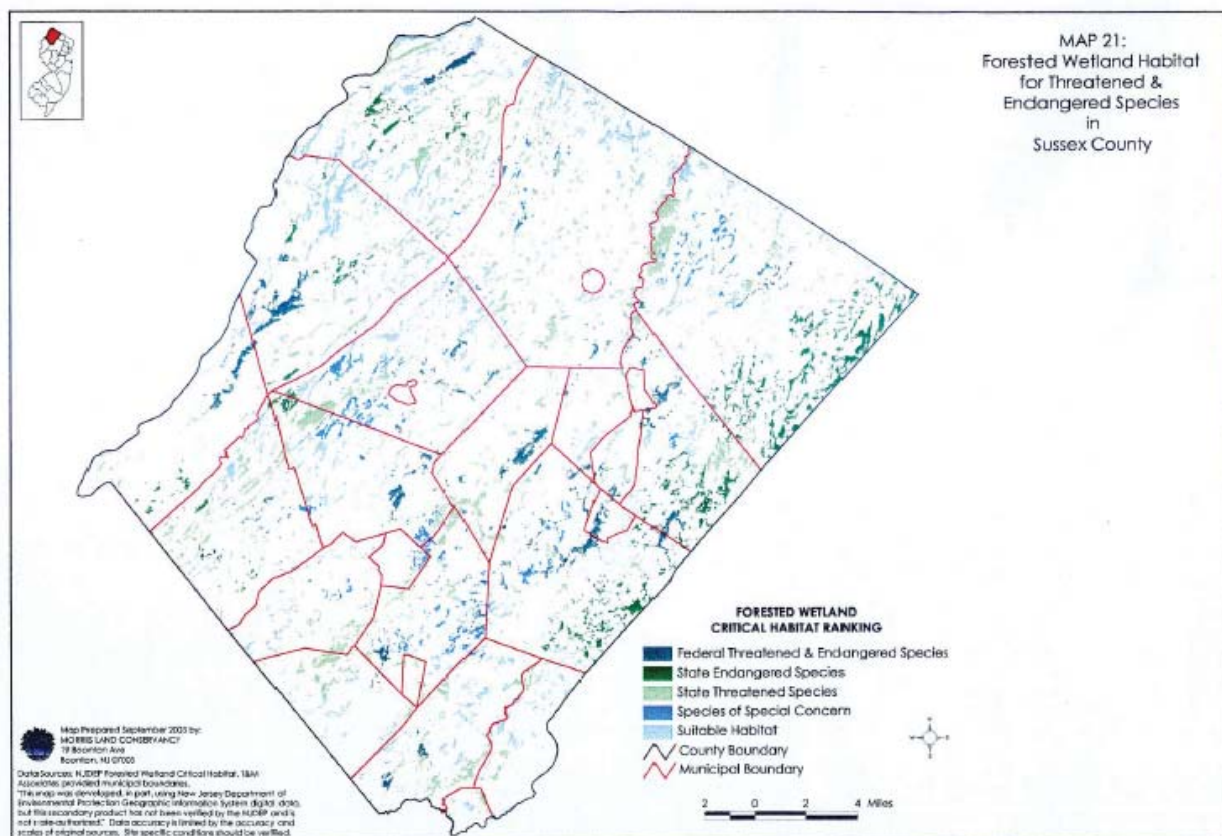 MAP 21:
Forested Wetland Habitat
for Threatened &
Endangered Species
in
Sussex County
FORESTED WETLAND
CRITICAL HABITAT RAINKING
Federal Threatened & Endangered Species
State Endangered Species
State Threatened Species
Species of Special Concern
Suitable Habitat
County Boundary
Municipal Boundary
2 0 2 4 Miles
Map Prepared September 2003 by:
MORRIS LAND CONSERVANCY
19 Boonton Ave
Boonton, NJ 07005
Data Sources: NJDEP Forested Wetland Critical Habitat, T&M
Associates provided municipal boundaries.
"This map was developed, in part, using New Jersey Department of
Environmental Protection Geographic Information System digital data,
but this secondary product has not been verified by the NJDEP and is
not state-authorized." Data accuracy is limited by the accuracy and
scales of original sources. Site specific conditions should be verified.